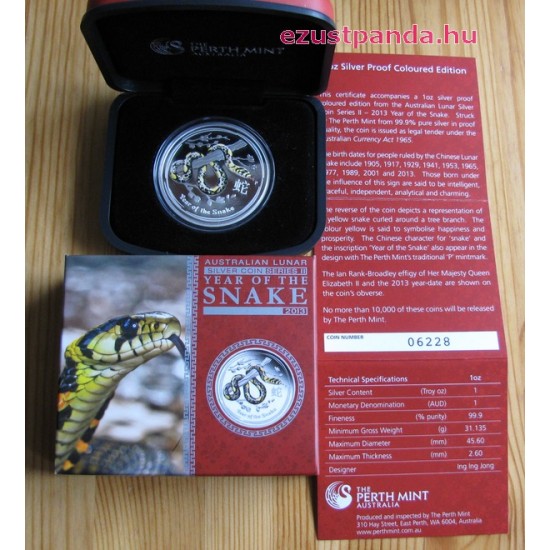 ezustpanda.hu
THE
PERTH MINT
AUSTRALIA
Year of the Snake
蛇
AUSTRALIAN LUNAR
SILVER COIN SERIES II
YEAR OF THE
SNAKE
2013
蛇
Year of the Snake
oz Silver Proof Coloured Edition
This certificate accompanies a 1oz silver proof
coloured edition from the Australian Lunar Silver
Coin Series II – 2013 Year of the Snake. Struck
The Perth Mint from 99.9% pure silver in proof
quality, the coin is issued as legal tender under the
Australian Currency Act 1965.
The birth dates for people ruled by the Chinese Lunar
Snake include 1905, 1917, 1929, 1941, 1953, 1965,
1977, 1989, 2001 and 2013. Those born under
the influence of this sign are said to be intelligent,
graceful, independent, analytical and charming.
The reverse of the coin depicts a representation of
yellow snake curled around a tree branch. The
colour yellow is said to symbolise happiness and
prosperity. The Chinese character for 'snake' and
the inscription 'Year of the Snake' also appear in the
design with The Perth Mint's traditional 'P' mintmark.
The Ian Rank-Broadley effigy of Her Majesty Queen
Elizabeth II and the 2013 year-date are shown on
the coin's obverse.
No more than 10,000 of these coins will be released
by The Perth Mint.
COIN NUMBER
06228
Technical Specifications 1oz
Silver Content (Troy oz) 1
Monetary Denomination (AUD) 1
Fineness (% purity) 99.9
Minimum Gross Weight (g) 31.135
Maximum Diameter (mm) 45.60
Maximum Thickness (mm) 2.60
Designer Ing Ing Jong
THE
PERTH MINT
AUSTRALIA
Produced and inspected by The Perth Mint
310 Hay Street, East Perth, WA 6004, Australia
www.perthmint.com.au